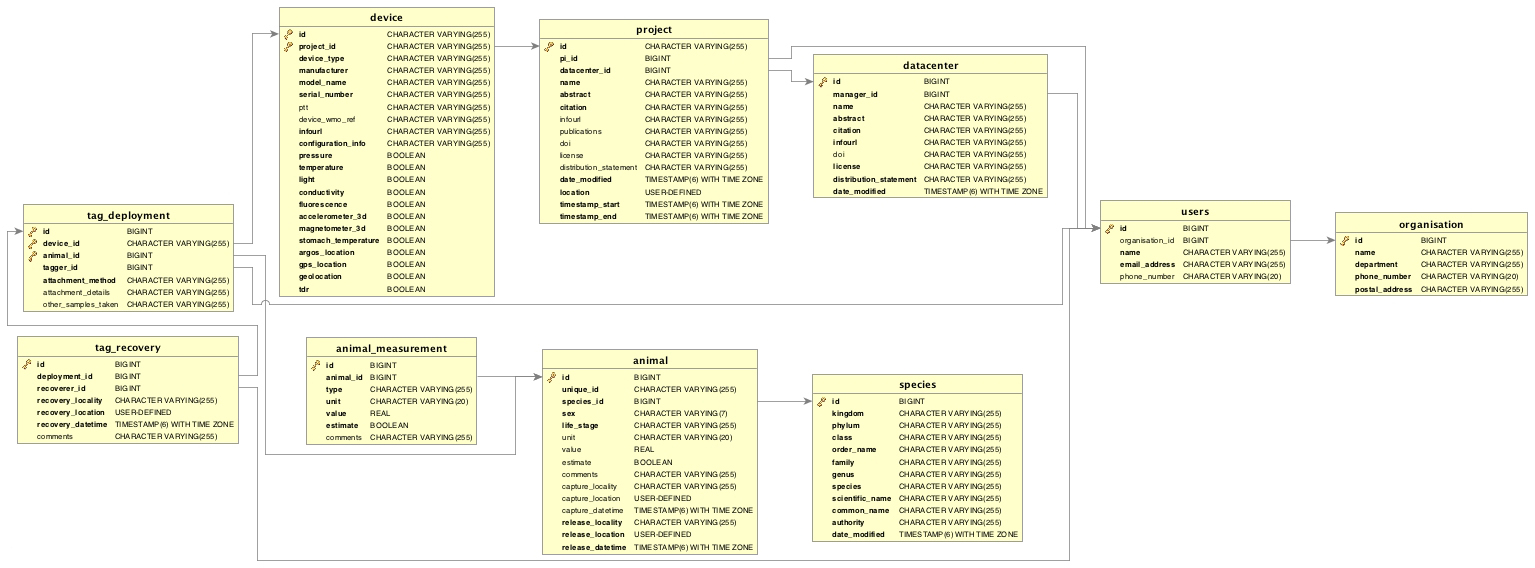 device
id CHARACTER VARYING(255)
project_id CHARACTER VARYING(255)
device_type CHARACTER VARYING(255)
manufacturer CHARACTER VARYING(255)
model_name CHARACTER VARYING(255)
serial_number CHARACTER VARYING(255)
ptt CHARACTER VARYING(255)
device_wmo_ref CHARACTER VARYING(255)
infourl CHARACTER VARYING(255)
configuration_info CHARACTER VARYING(255)
pressure BOOLEAN
temperature BOOLEAN
light BOOLEAN
conductivity BOOLEAN
fluorescence BOOLEAN
accelerometer_3d BOOLEAN
magnetometer_3d BOOLEAN
stomach_temperature BOOLEAN
argos_location BOOLEAN
gps_location BOOLEAN
geolocation BOOLEAN
tdr BOOLEAN
project
id CHARACTER VARYING(255)
pi_id BIGINT
datacenter_id BIGINT
name CHARACTER VARYING(255)
abstract CHARACTER VARYING(255)
citation CHARACTER VARYING(255)
infourl CHARACTER VARYING(255)
publications CHARACTER VARYING(255)
doi CHARACTER VARYING(255)
license CHARACTER VARYING(255)
distribution_statement CHARACTER VARYING(255)
date_modified TIMESTAMP(6) WITH TIME ZONE
location USER-DEFINED
timestamp_start TIMESTAMP(6) WITH TIME ZONE
timestamp_end TIMESTAMP(6) WITH TIME ZONE
datacenter
id BIGINT
manager_id BIGINT
name CHARACTER VARYING(255)
abstract CHARACTER VARYING(255)
citation CHARACTER VARYING(255)
infourl CHARACTER VARYING(255)
doi CHARACTER VARYING(255)
license CHARACTER VARYING(255)
distribution_statement CHARACTER VARYING(255)
date_modified TIMESTAMP(6) WITH TIME ZONE
tag_deployment
id BIGINT
device_id CHARACTER VARYING(255)
animal_id BIGINT
tagger_id BIGINT
attachment_method CHARACTER VARYING(255)
attachment_details CHARACTER VARYING(255)
other_samples_taken CHARACTER VARYING(255)
users
id BIGINT
organisation_id BIGINT
name CHARACTER VARYING(255)
email_address CHARACTER VARYING(255)
phone_number CHARACTER VARYING(20)
organisation
id BIGINT
name CHARACTER VARYING(255)
department CHARACTER VARYING(255)
phone_number CHARACTER VARYING(20)
postal_address CHARACTER VARYING(255)
tag_recovery
id BIGINT
deployment_id BIGINT
recoverer_id BIGINT
recovery_locality CHARACTER VARYING(255)
recovery_location USER-DEFINED
recovery_datetime TIMESTAMP(6) WITH TIME ZONE
comments CHARACTER VARYING(255)
animal_measurement
id BIGINT
animal_id BIGINT
type CHARACTER VARYING(255)
unit CHARACTER VARYING(20)
value REAL
estimate BOOLEAN
comments CHARACTER VARYING(255)
animal
id BIGINT
unique_id CHARACTER VARYING(255)
species_id BIGINT
sex CHARACTER VARYING(7)
life_stage CHARACTER VARYING(255)
unit CHARACTER VARYING(20)
value REAL
estimate BOOLEAN
comments CHARACTER VARYING(255)
capture_locality CHARACTER VARYING(255)
capture_location USER-DEFINED
capture_datetime TIMESTAMP(6) WITH TIME ZONE
release_locality CHARACTER VARYING(255)
release_location USER-DEFINED
release_datetime TIMESTAMP(6) WITH TIME ZONE
species
id BIGINT
kingdom CHARACTER VARYING(255)
phylum CHARACTER VARYING(255)
class CHARACTER VARYING(255)
order_name CHARACTER VARYING(255)
family CHARACTER VARYING(255)
genus CHARACTER VARYING(255)
species CHARACTER VARYING(255)
scientific_name CHARACTER VARYING(255)
common_name CHARACTER VARYING(255)
authority CHARACTER VARYING(255)
date_modified TIMESTAMP(6) WITH TIME ZONE